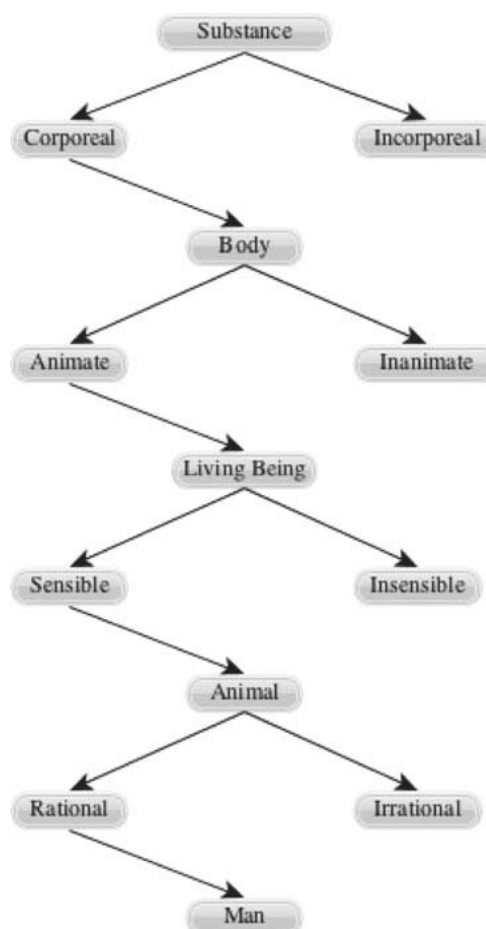 Substance
Corporeal Incorporeal
Body
Animate Inanimate
Living Being
Sensible Insensible
Animal
Rational Irrational
Man